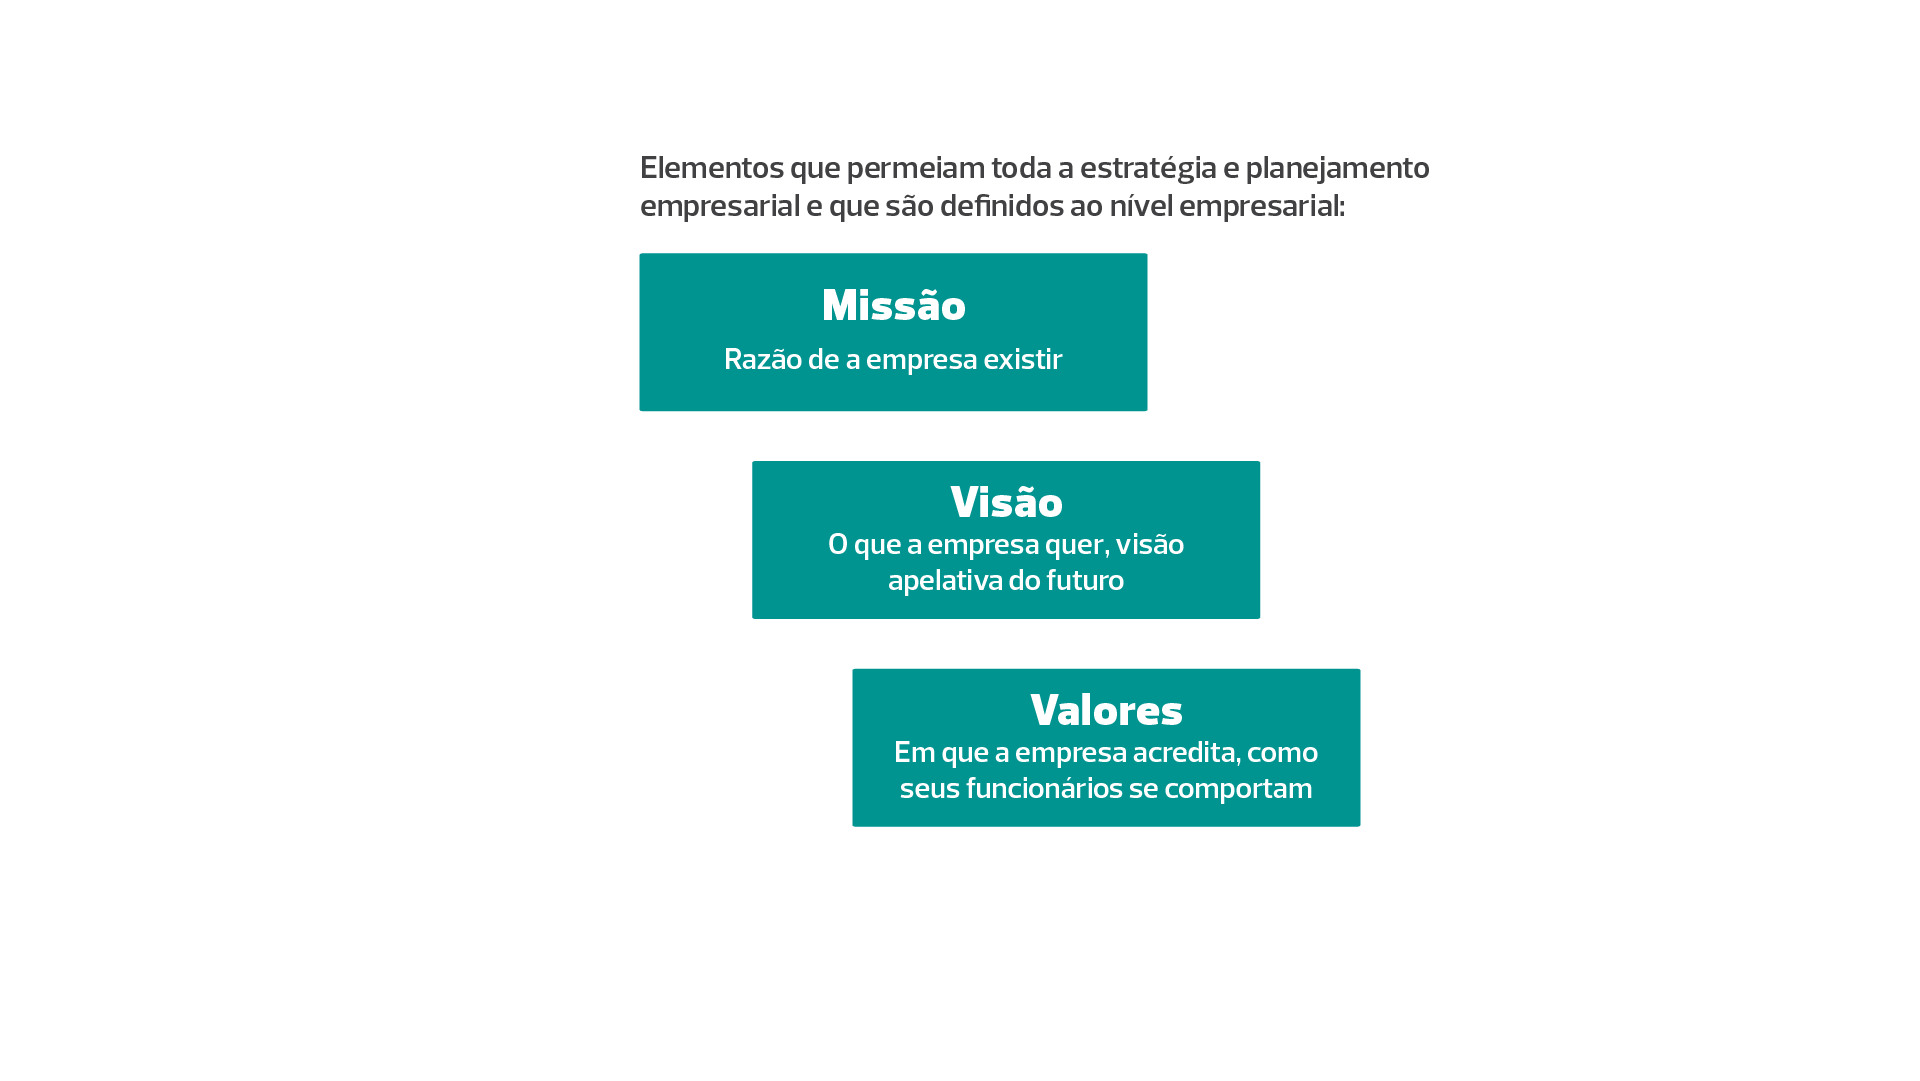 Elementos que permeiam toda a estratégia e planejamento
empresarial e que são definidos ao nível empresarial:
Missão
Razão de a empresa existir
Visão
O que a empresa quer, visão
apelativa do futuro
Valores
Em que a empresa acredita, como
seus funcionários se comportam